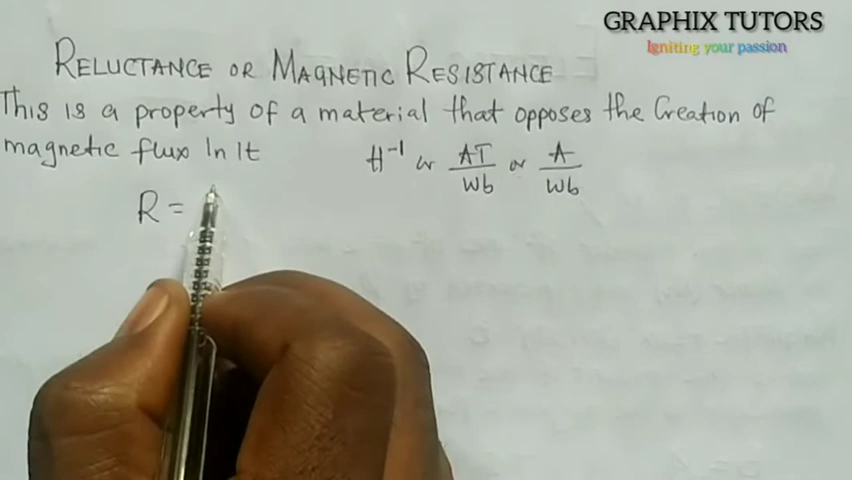 GRAPHIX TUTORS
Igniting your passion
RELUCTANCE OR MAGNETIC RESISTANCE
This is a property of a material that opposes the Creation of
magnetic flux In It
H⁻¹ or AT/Wb or A/Wb
R =